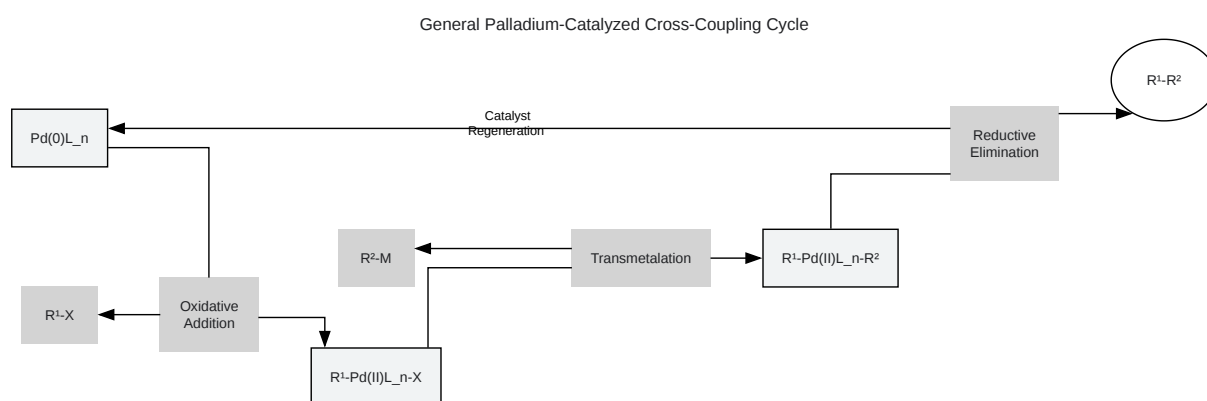 General Palladium-Catalyzed Cross-Coupling Cycle
R¹-R²
Catalyst
Regeneration
Pd(0)L_n
Reductive
Elimination
R²-M
Transmetalation
R¹-Pd(II)L_n-R²
R¹-X
Oxidative
Addition
R¹-Pd(II)L_n-X